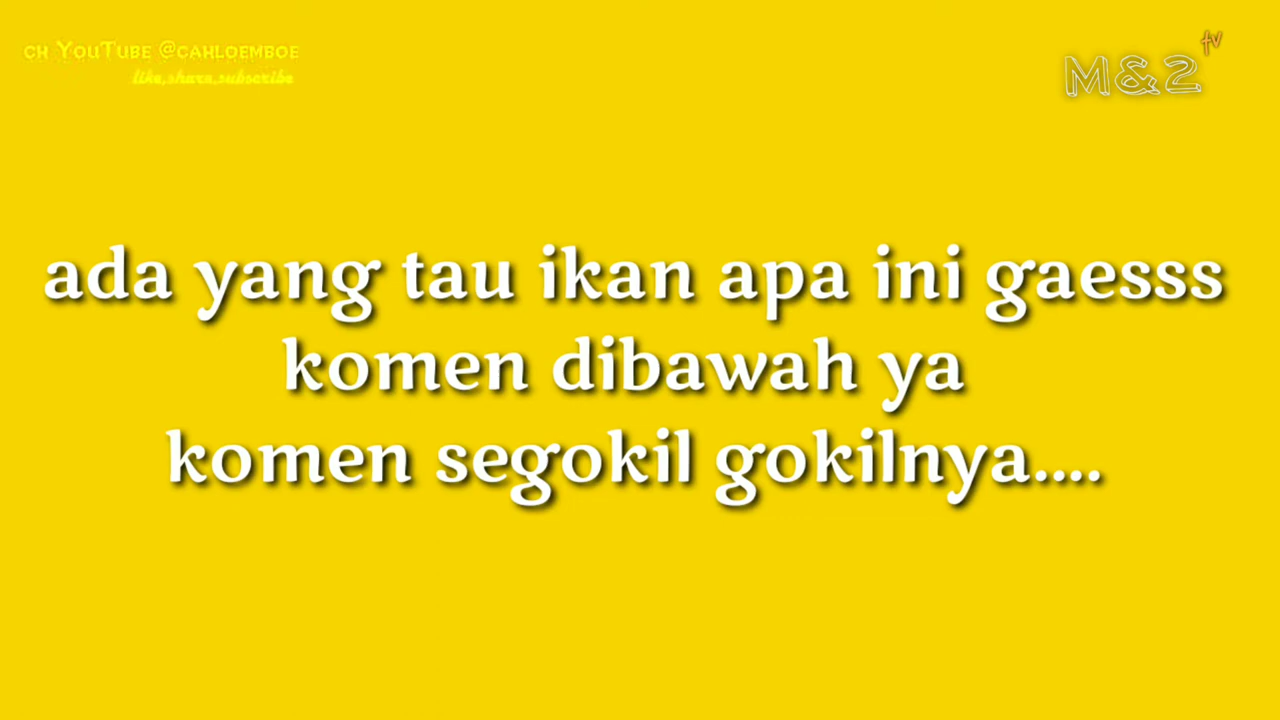 CH YOUTUBE @CAHLOEMBOE
like,share,subscribe
M&2 tv
ada yang tau ikan apa ini gaesss
komen dibawah ya
komen segokil gokilnya....